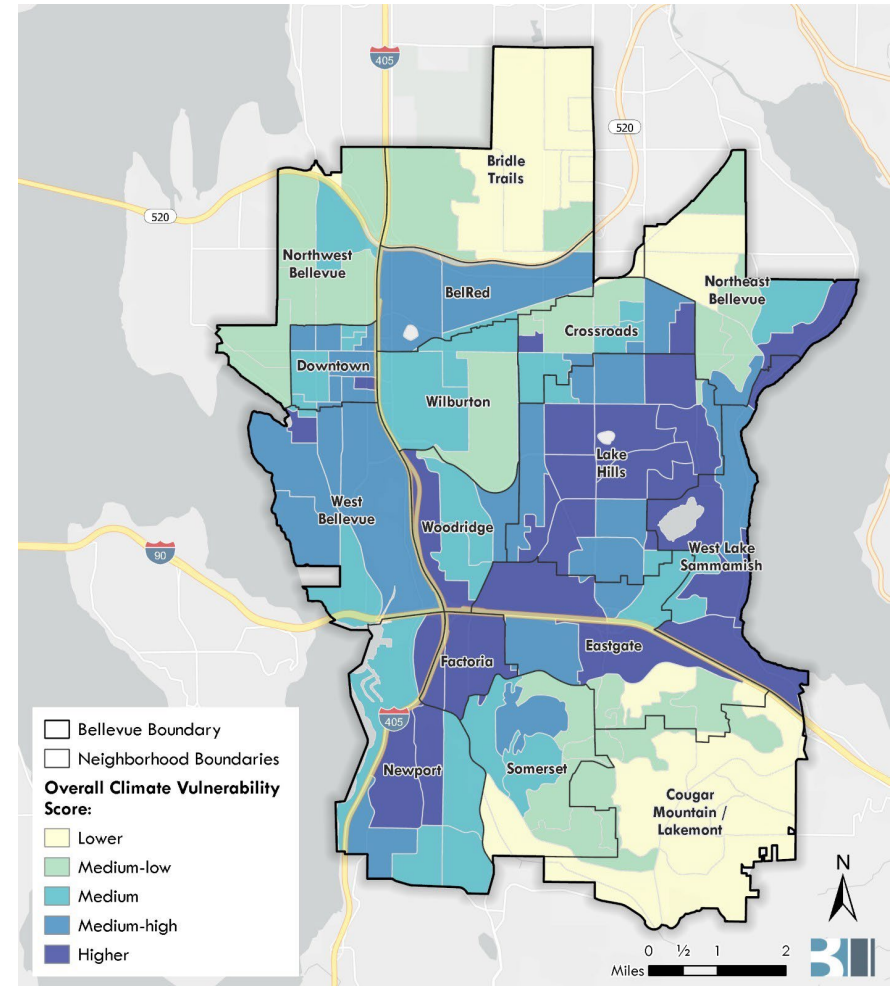 405
520
Bridle
Trails
520
Northwest
Bellevue
Northeast
Bellevue
BelRed
Crossroads
Downtown
Wilburton
Lake
Hills
West
Bellevue
Woodridge
90
West Lake
Sammamish
Eastgate
Factoria
405
Newport
Somerset
Cougar
Mountain /
Lakemont
Bellevue Boundary
Neighborhood Boundaries
Overall Climate Vulnerability
Score:
Lower
Medium-low
Medium
Medium-high
Higher
N
0 ½ 1 2
Miles